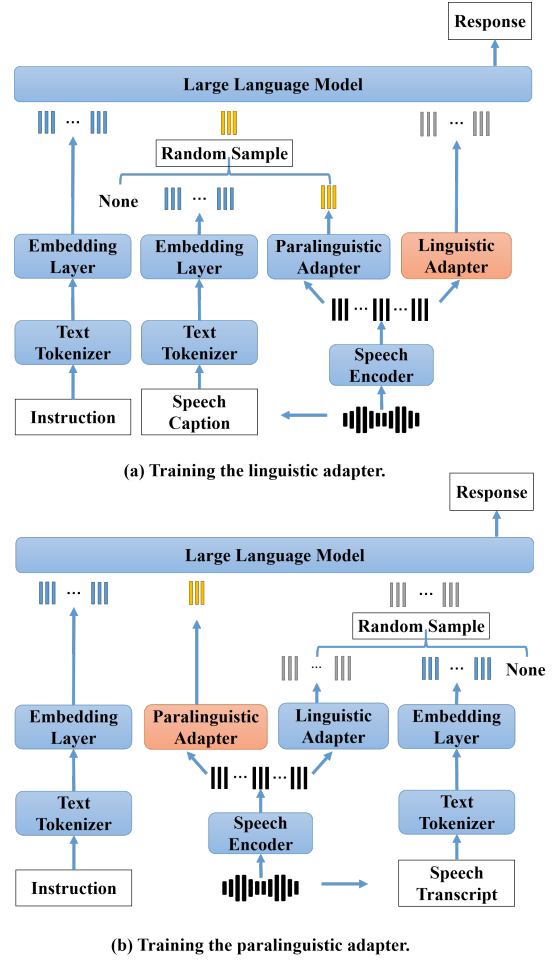 Response
Large Language Model
... ...
Random Sample
None ...
Embedding
Layer
Embedding
Layer
Paralinguistic
Adapter
Linguistic
Adapter
... ...
Text
Tokenizer
Text
Tokenizer
Speech
Encoder
Instruction
Speech
Caption
(a) Training the linguistic adapter.
Response
Large Language Model
... ...
Random Sample
... ... None
Embedding
Layer
Paralinguistic
Adapter
Linguistic
Adapter
Embedding
Layer
... ...
Text
Tokenizer
Speech
Encoder
Text
Tokenizer
Instruction
Speech
Transcript
(b) Training the paralinguistic adapter.